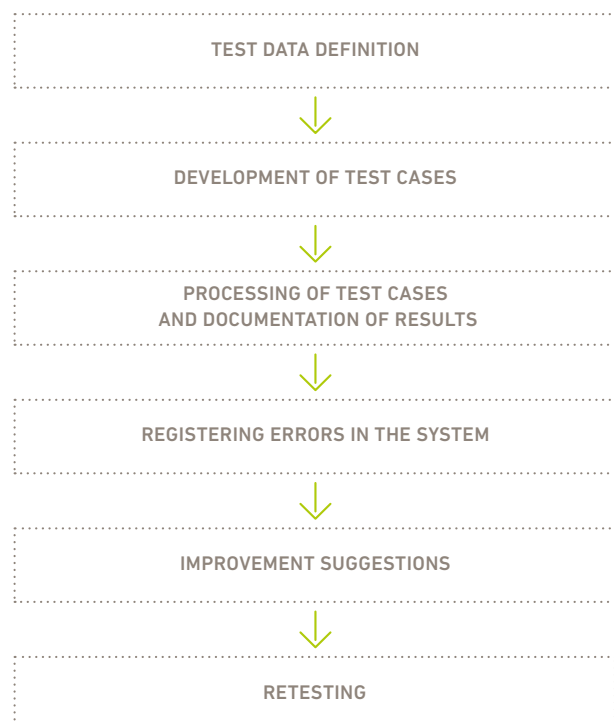 TEST DATA DEFINITION
DEVELOPMENT OF TEST CASES
PROCESSING OF TEST CASES
AND DOCUMENTATION OF RESULTS
REGISTERING ERRORS IN THE SYSTEM
IMPROVEMENT SUGGESTIONS
RETESTING